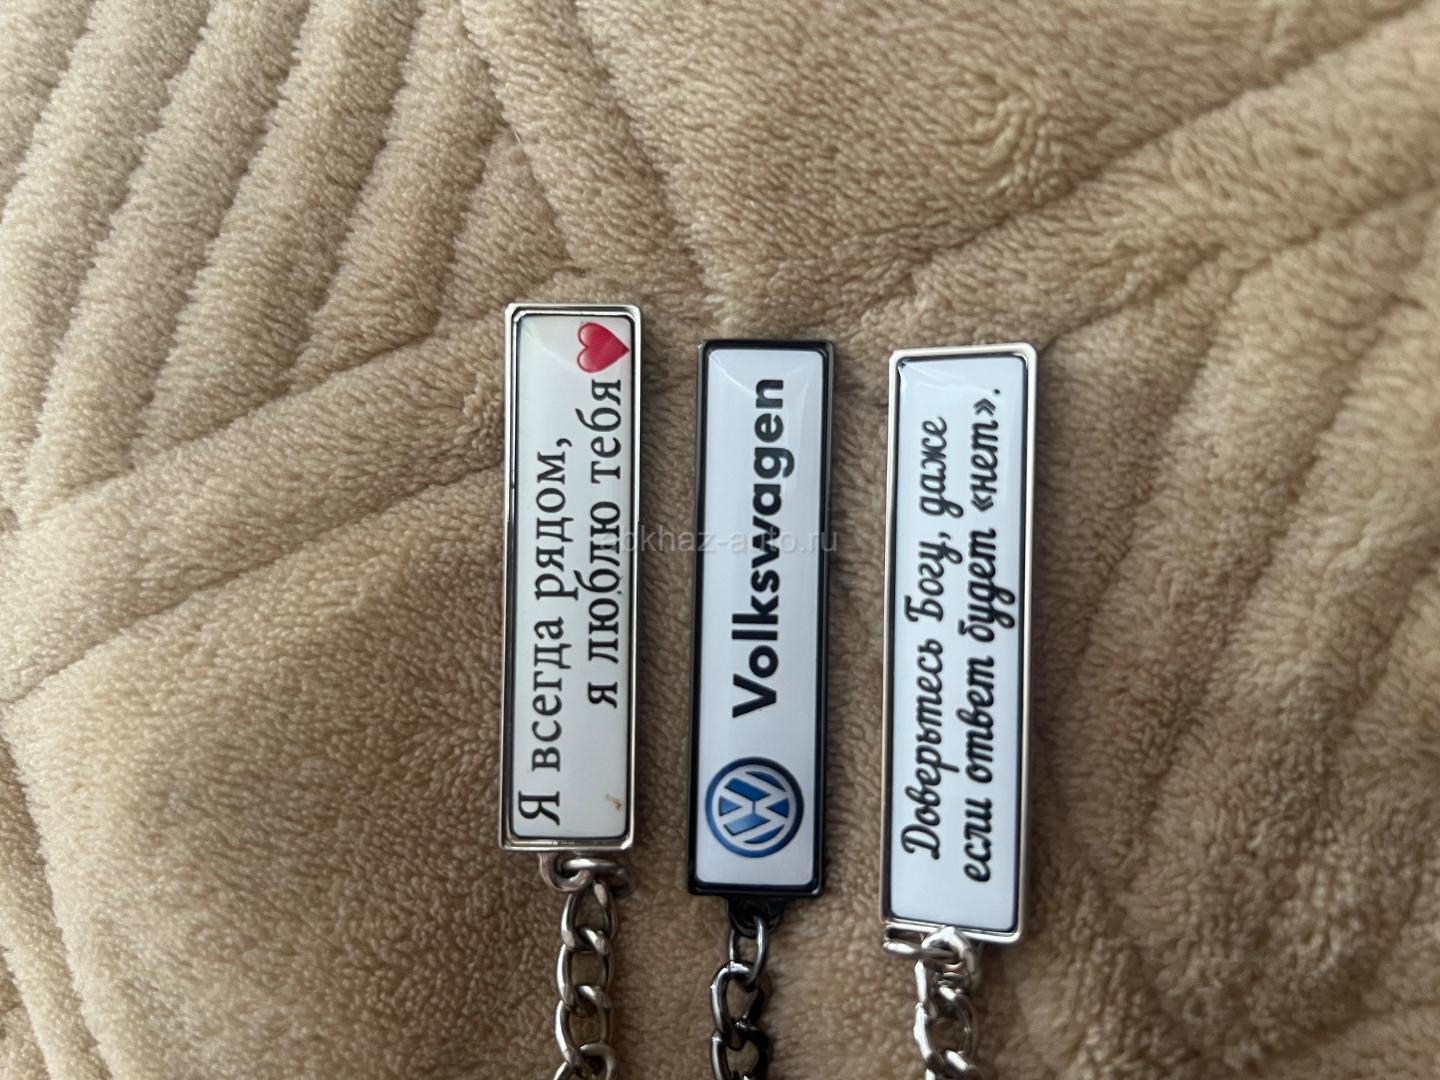 Я всегда рядом,
я люблю тебя
Volkswagen
Доверьтесь Богу, даже
если ответ будет «нет».
abkhaz-auto.ru